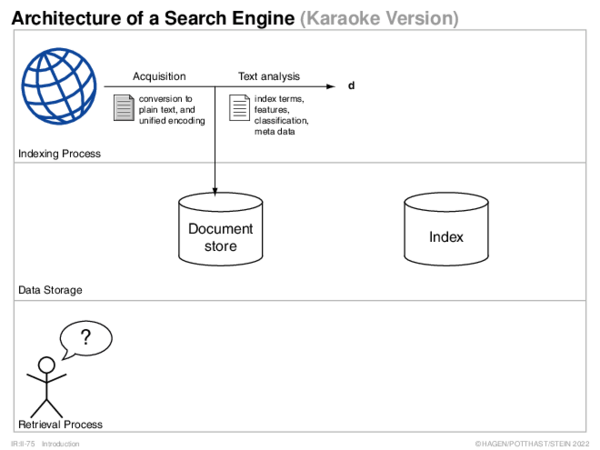 Architecture of a Search Engine (Karaoke Version)
Acquisition
Text analysis
d
conversion to
plain text, and
unified encoding
index terms,
features,
classification,
meta data
Indexing Process
Document
store
Index
Data Storage
?
Retrieval Process
IR:II-75 Introduction
©HAGEN/POTTHAST/STEIN 2022